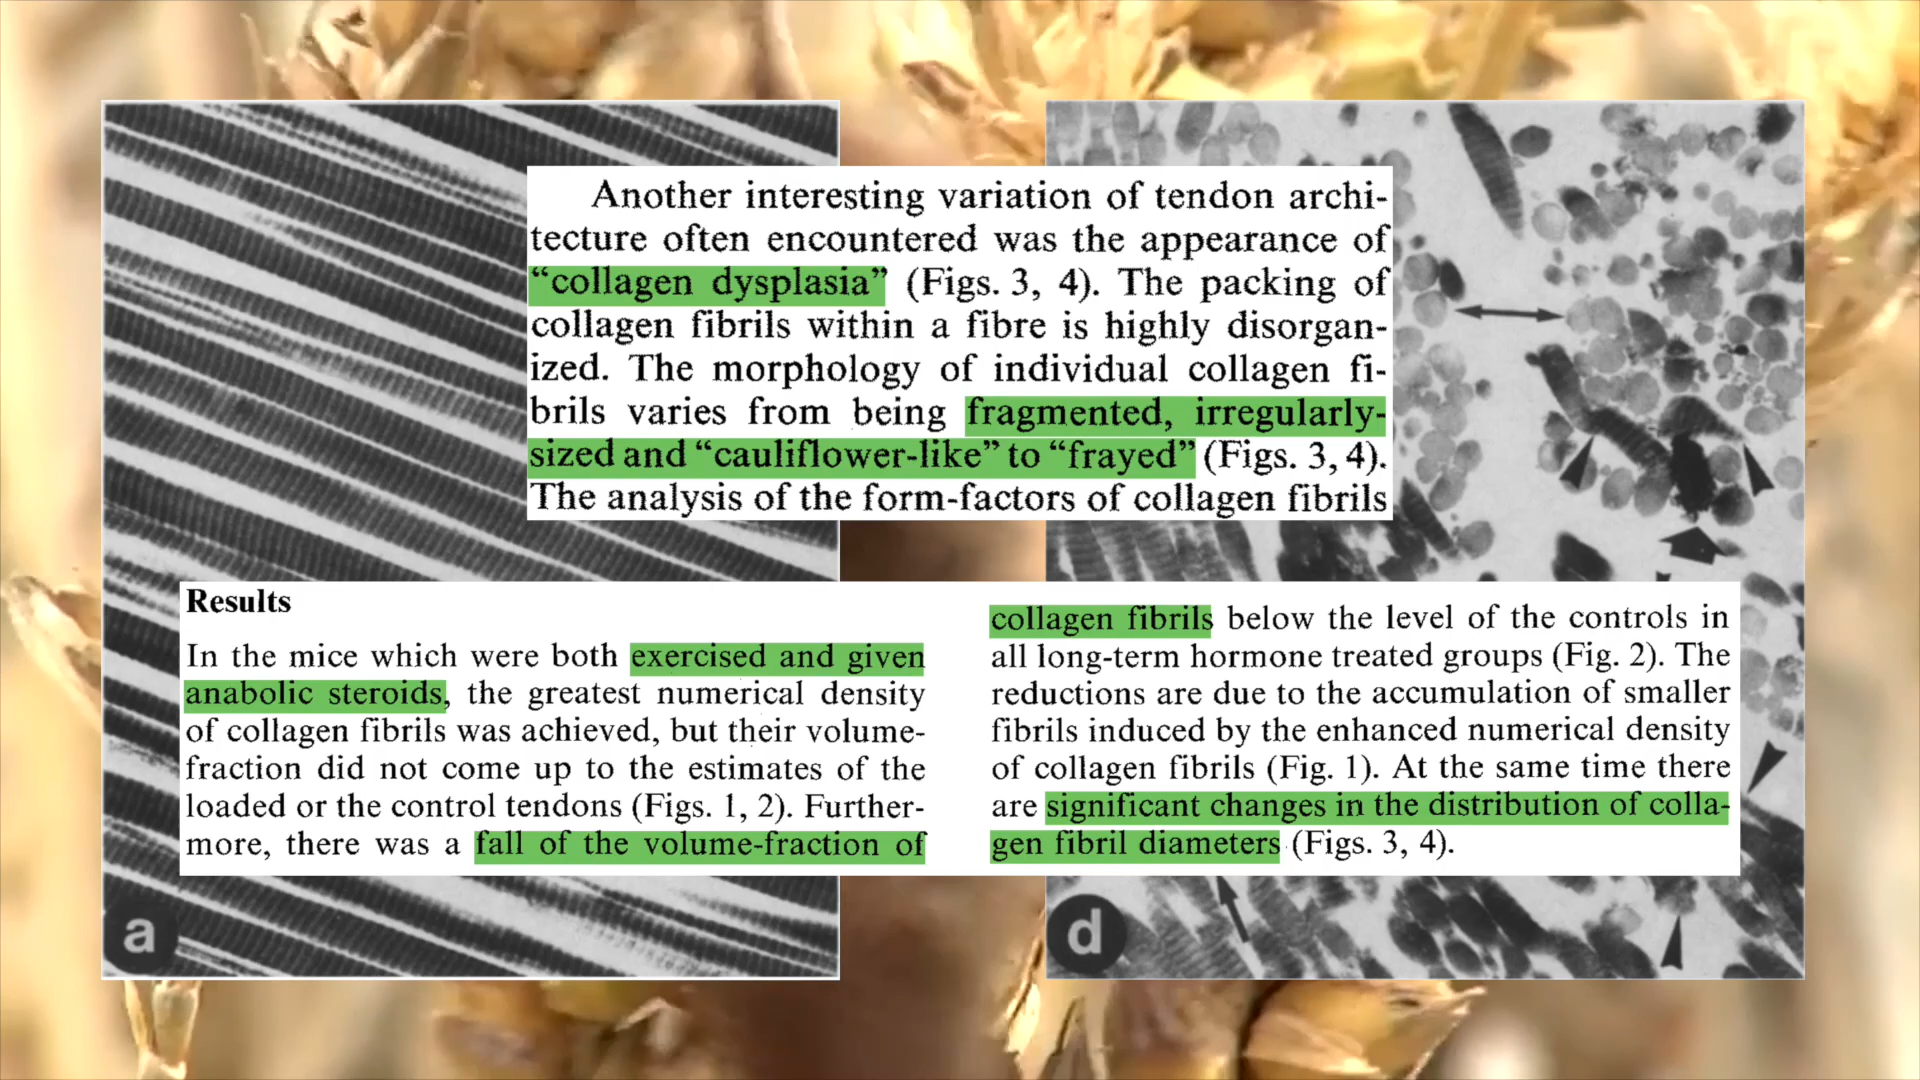 Another interesting variation of tendon archi-
tecture often encountered was the appearance of
“collagen dysplasia” (Figs. 3, 4). The packing of
collagen fibrils within a fibre is highly disorgan-
ized. The morphology of individual collagen fi-
brils varies from being fragmented, irregularly-
sized and “cauliflower-like” to “frayed” (Figs. 3, 4).
The analysis of the form-factors of collagen fibrils
Results
In the mice which were both exercised and given
anabolic steroids, the greatest numerical density
of collagen fibrils was achieved, but their volume-
fraction did not come up to the estimates of the
loaded or the control tendons (Figs. 1, 2). Further-
more, there was a fall of the volume-fraction of
collagen fibrils below the level of the controls in
all long-term hormone treated groups (Fig. 2). The
reductions are due to the accumulation of smaller
fibrils induced by the enhanced numerical density
of collagen fibrils (Fig. 1). At the same time there
are significant changes in the distribution of colla-
gen fibril diameters (Figs. 3, 4).
a
d